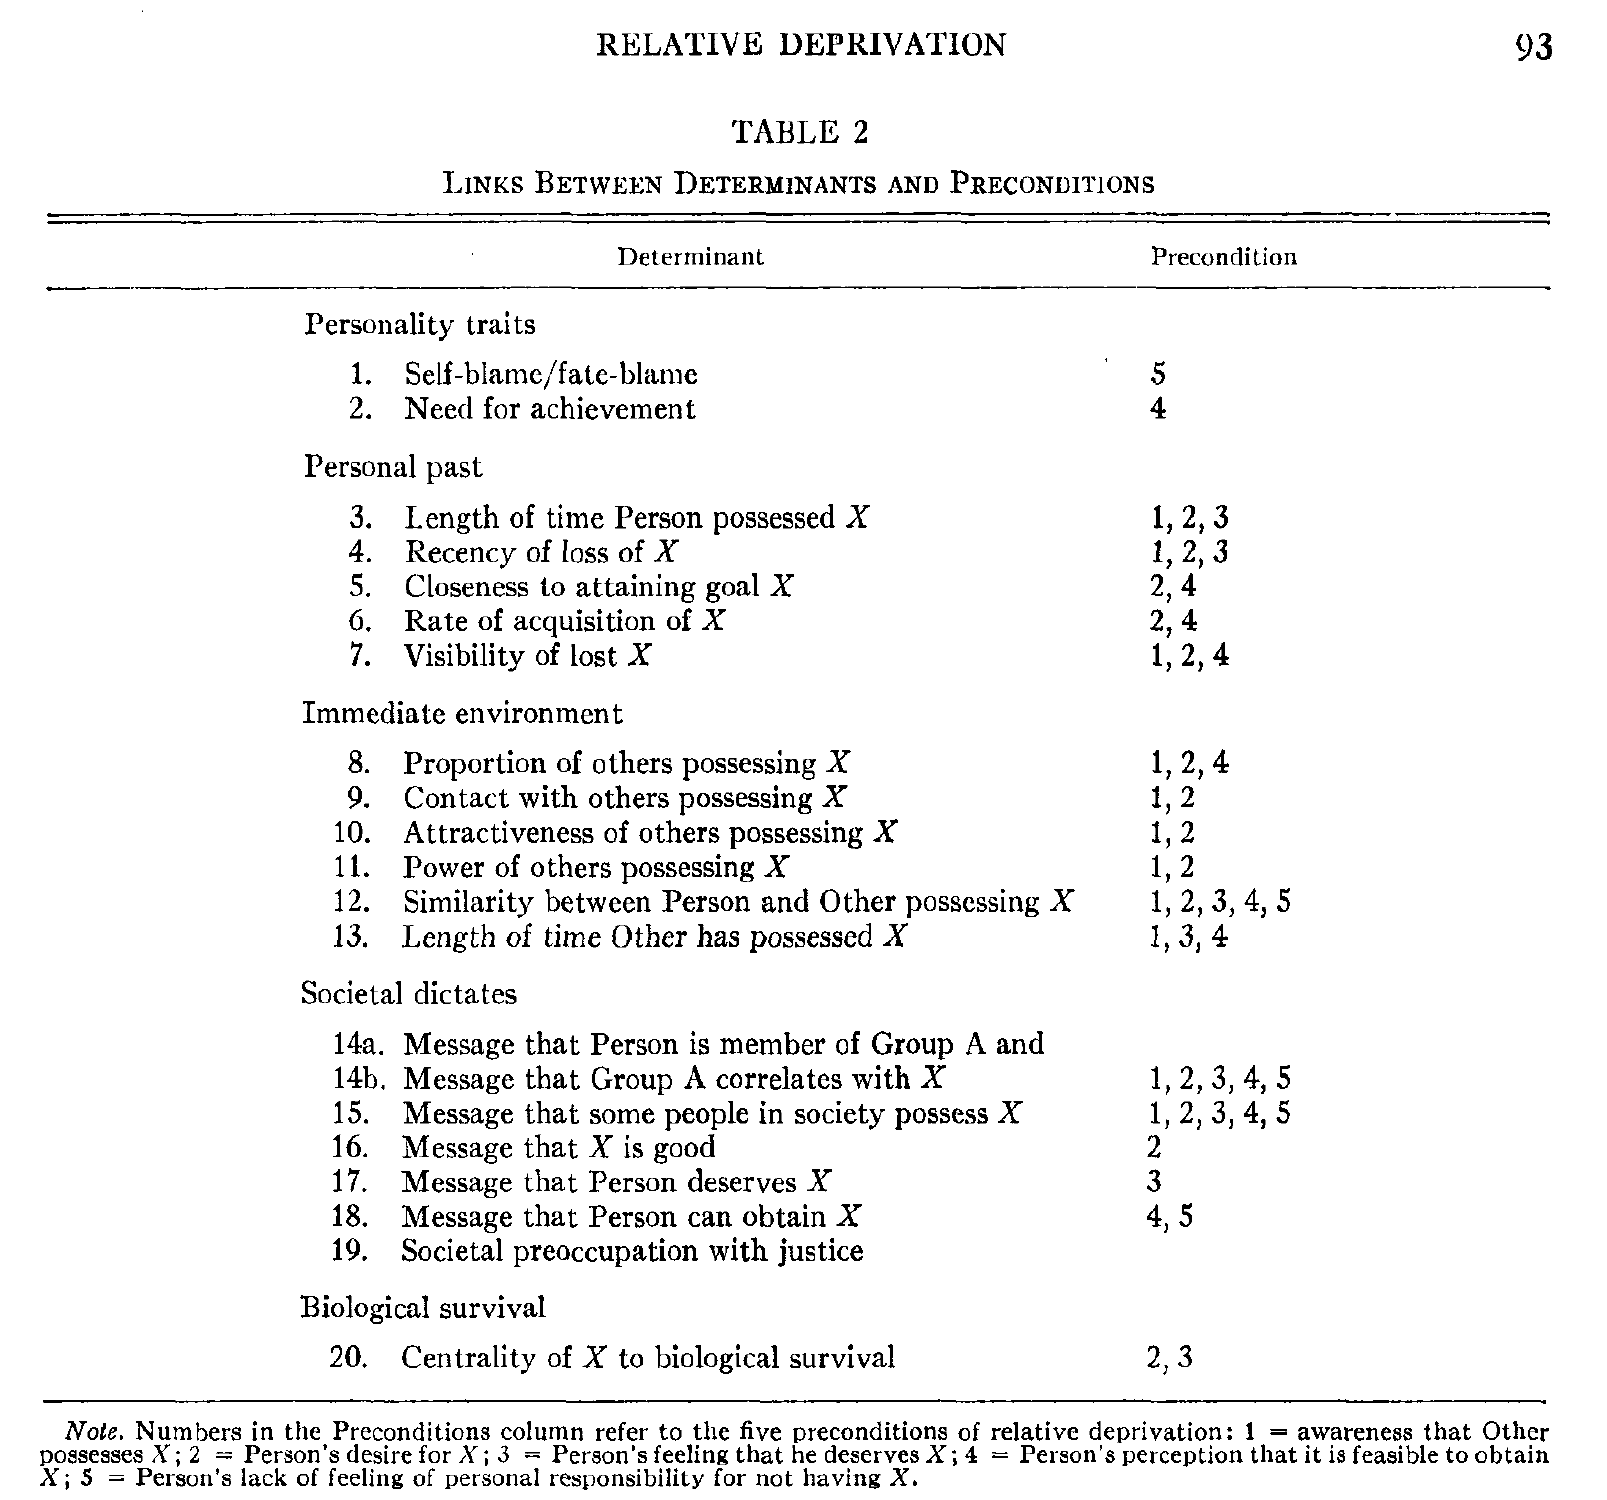 RELATIVE DEPRIVATION 93
TABLE 2
LINKS BETWEEN DETERMINANTS AND PRECONDITIONS
Determinant Precondition
Personality traits
1. Self-blame/fate-blame 5
2. Need for achievement 4
Personal past
3. Length of time Person possessed X 1, 2, 3
4. Recency of loss of X 1, 2, 3
5. Closeness to attaining goal X 2, 4
6. Rate of acquisition of X 2, 4
7. Visibility of lost X 1, 2, 4
Immediate environment
8. Proportion of others possessing X 1, 2, 4
9. Contact with others possessing X 1, 2
10. Attractiveness of others possessing X 1, 2
11. Power of others possessing X 1, 2
12. Similarity between Person and Other possessing X 1, 2, 3, 4, 5
13. Length of time Other has possessed X 1, 3, 4
Societal dictates
14a. Message that Person is member of Group A and
14b. Message that Group A correlates with X 1, 2, 3, 4, 5
15. Message that some people in society possess X 1, 2, 3, 4, 5
16. Message that X is good 2
17. Message that Person deserves X 3
18. Message that Person can obtain X 4, 5
19. Societal preoccupation with justice
Biological survival
20. Centrality of X to biological survival 2, 3
Note. Numbers in the Preconditions column refer to the five preconditions of relative deprivation: 1 = awareness that Other
possesses X; 2 = Person's desire for X; 3 = Person's feeling that he deserves X; 4 = Person's perception that it is feasible to obtain
X; 5 = Person's lack of feeling of personal responsibility for not having X.